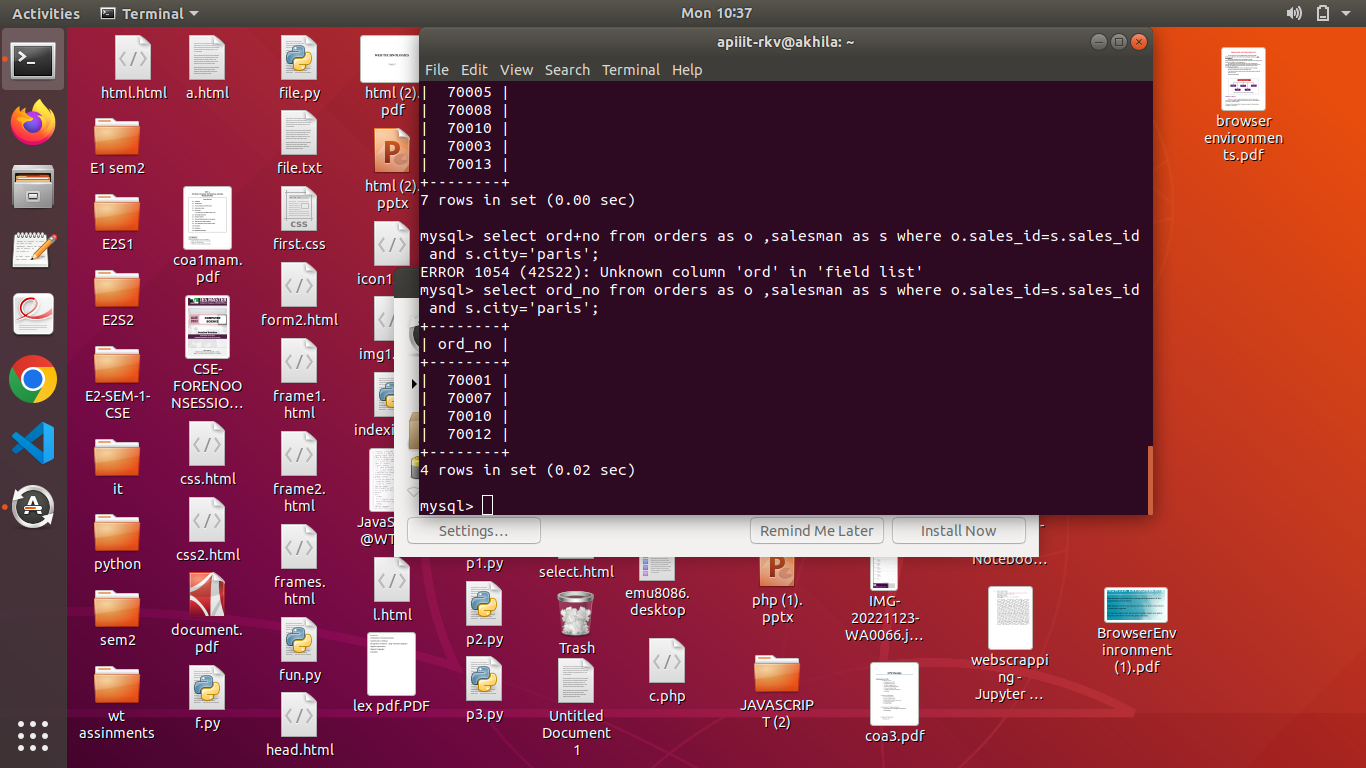 Activities
Terminal
Mon 10:37
apiiit-rkv@akhila: ~
File Edit View Search Terminal Help
| 70005 |
| 70008 |
| 70010 |
| 70003 |
| 70013 |
+--------+
7 rows in set (0.00 sec)
mysql> select ord+no from orders as o ,salesman as s where o.sales_id=s.sales_id
and s.city='paris';
ERROR 1054 (42S22): Unknown column 'ord' in 'field list'
mysql> select ord_no from orders as o ,salesman as s where o.sales_id=s.sales_id
and s.city='paris';
+--------+
| ord_no |
+--------+
| 70001 |
| 70007 |
| 70010 |
| 70012 |
+--------+
4 rows in set (0.02 sec)
mysql>
Settings...
Remind Me Later
Install Now
html.html
E1 sem2
E2S1
E2S2
E2-SEM-1-
CSE
it
python
sem2
wt
assinments
a.html
coa1mam.
pdf
CSE-
FORENOO
NSESSIO...
css.html
css2.html
document.
pdf
f.py
file.py
file.txt
first.css
form2.html
frame1.
html
frame2.
html
frames.
html
fun.py
head.html
html (2).
pdf
html (2).
pptx
icon1
img1.
indexi
JavaS
@WT
l.html
lex pdf.PDF
p1.py
p2.py
p3.py
select.html
Trash
Untitled
Document
1
emu8086.
desktop
c.php
php (1).
pptx
JAVASCRIP
T (2)
IMG-
20221123-
WA0066.j...
coa3.pdf
Noteboo...
webscrappi
ng -
Jupyter ...
BrowserEnv
ironment
(1).pdf
browser
environmen
ts.pdf